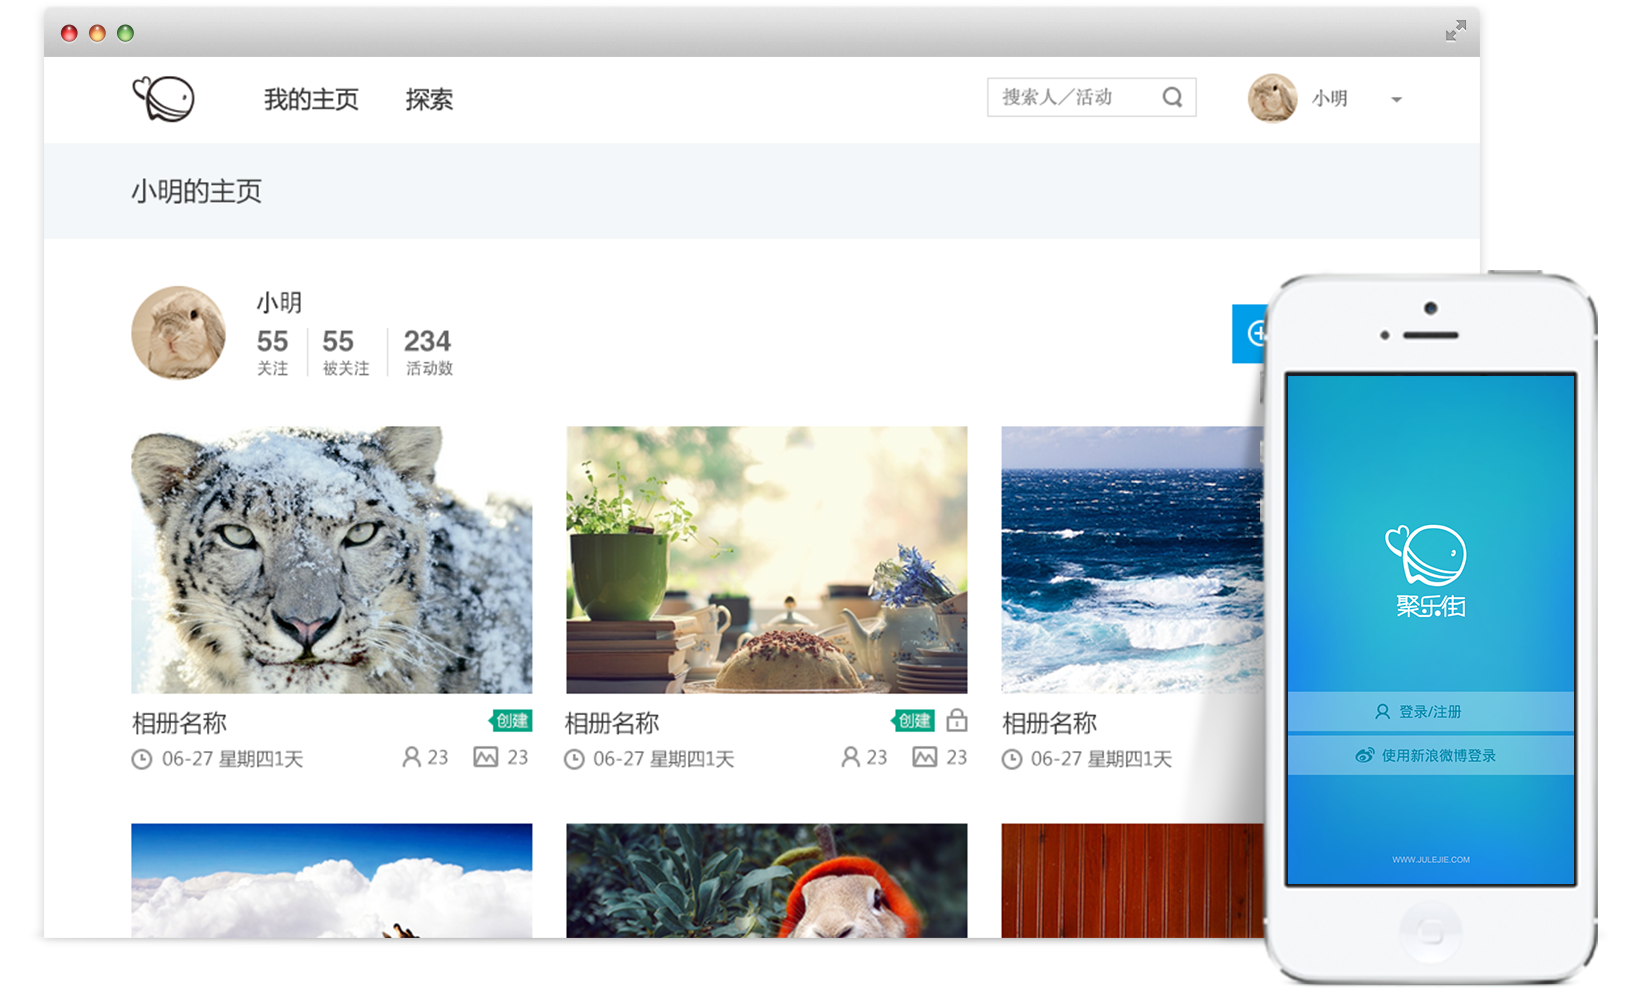 我的主页 探索 搜索人／活动 小明
小明的主页
小明
55 55 234
关注 被关注 活动数
相册名称 创建
06-27 星期四1天 23 23
相册名称 创建
06-27 星期四1天 23 23
相册名称
06-27 星期四1天
聚乐街
登录/注册
使用新浪微博登录
WWW.JULEJIE.COM